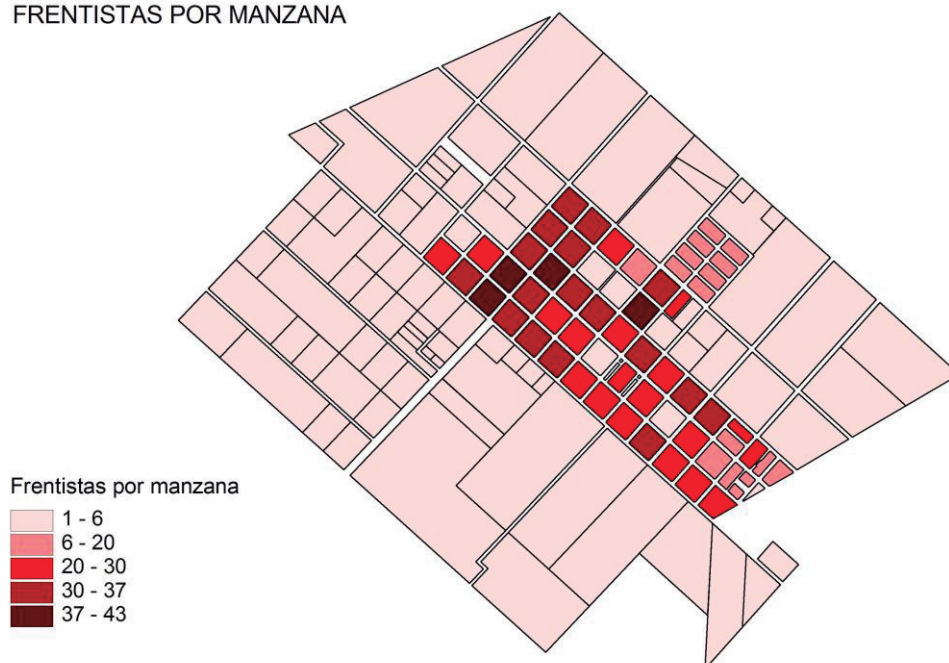 FRENTISTAS POR MANZANA
Frentistas por manzana
1 - 6
6 - 20
20 - 30
30 - 37
37 - 43